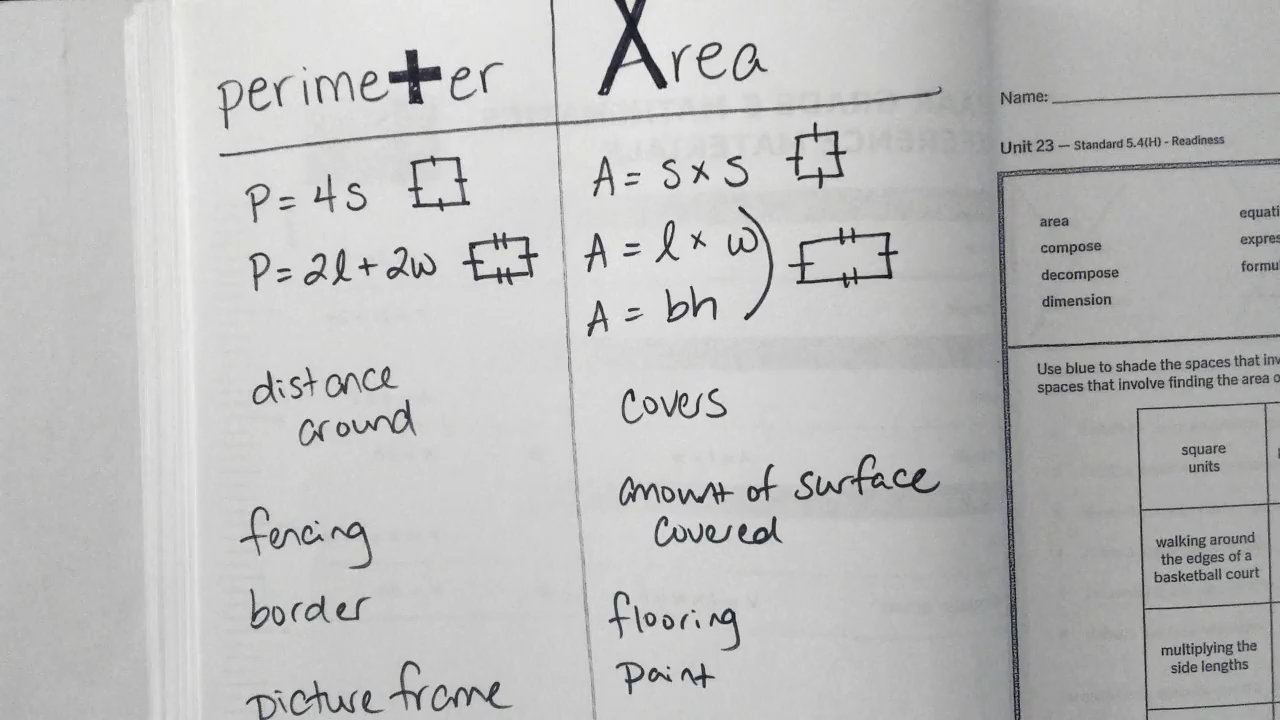 perimeter
Area
P = 4s
A = s × s
P = 2l + 2w
A = l × w
A = bh
distance
around
covers
amount of surface
covered
fencing
border
flooring
picture frame
paint
Name:
Unit 23 — Standard 5.4(H) - Readiness
area
compose
decompose
dimension
Use blue to shade the spaces that
spaces that involve finding the area
square
units
walking around
the edges of a
basketball court
multiplying the
side lengths